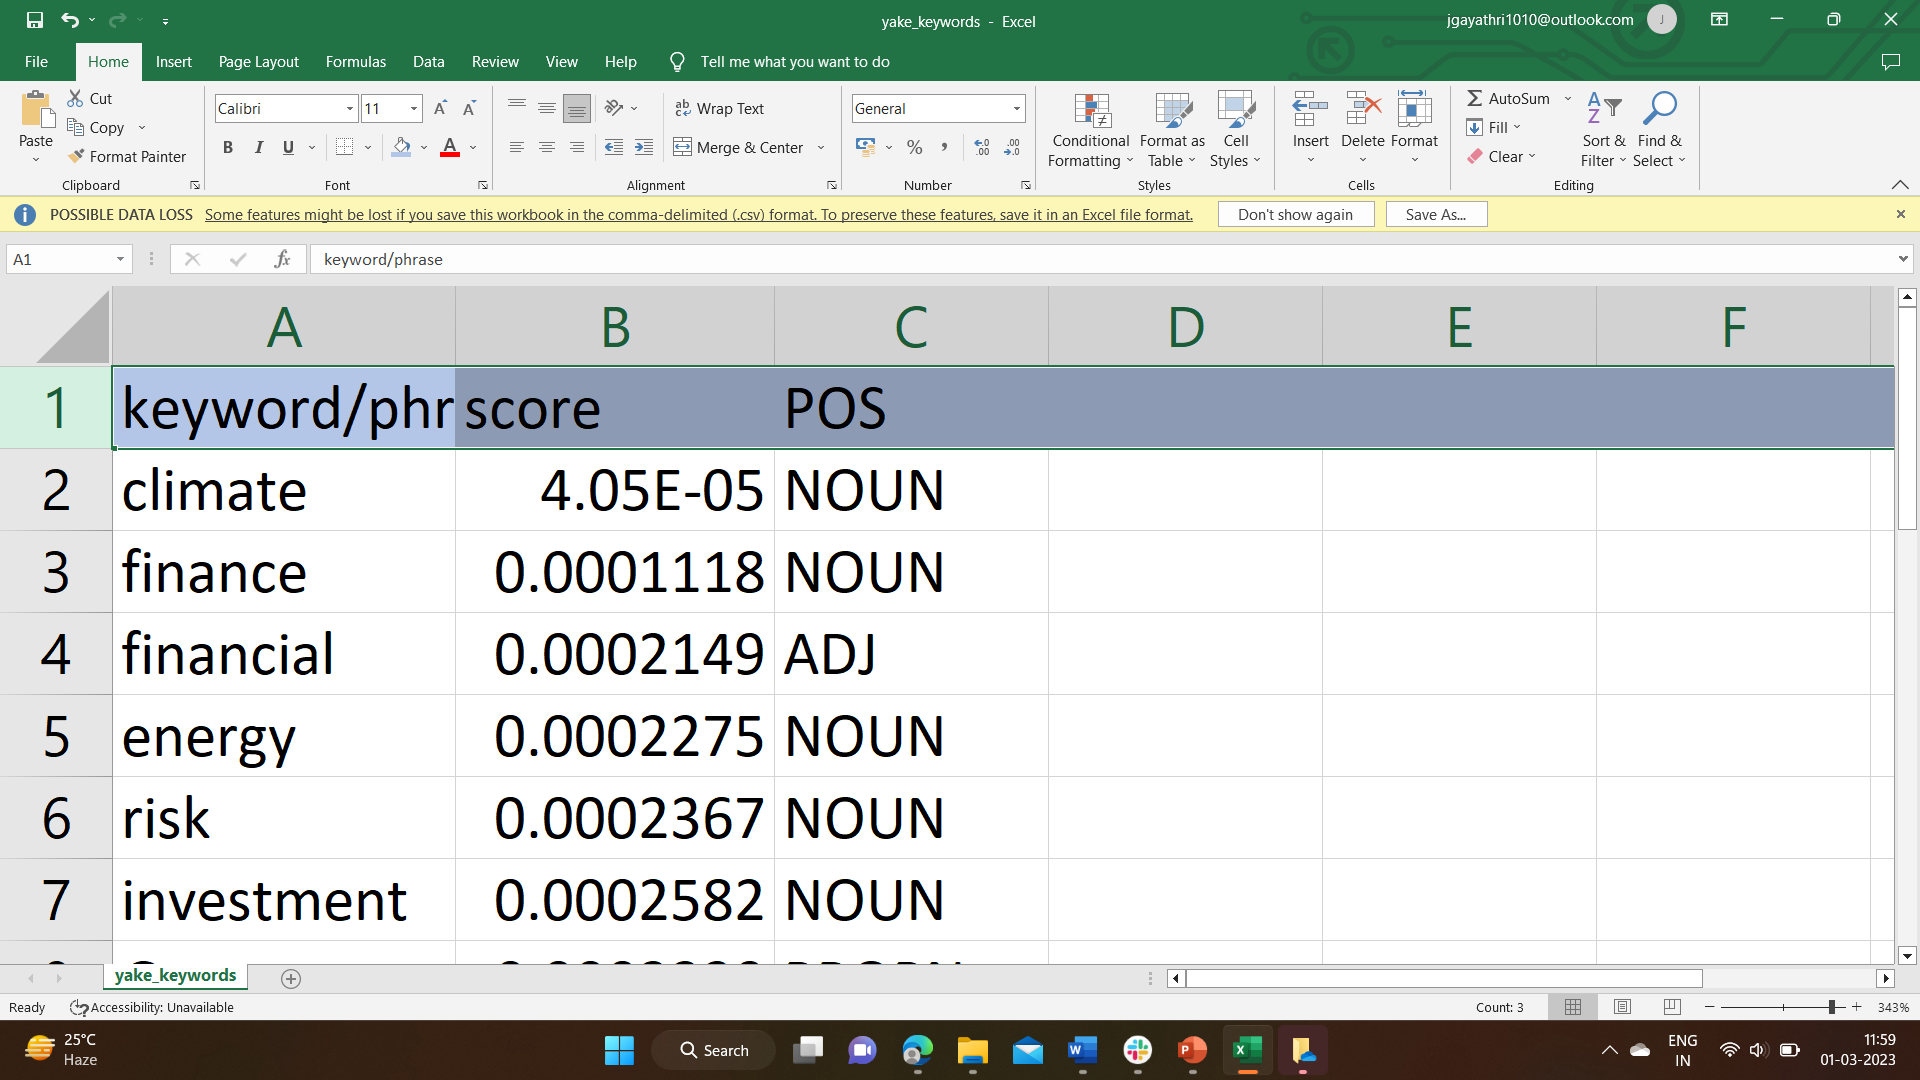 yake_keywords - Excel
jgayathri1010@outlook.com
J
File Home Insert Page Layout Formulas Data Review View Help Tell me what you want to do
Paste
Cut
Copy
Format Painter
Clipboard
Calibri 11
B I U
Font
Wrap Text
Merge & Center
Alignment
General
Number
Conditional Formatting
Format as Table
Cell Styles
Styles
Insert Delete Format
Cells
AutoSum
Fill
Clear
Sort & Filter
Find & Select
Editing
POSSIBLE DATA LOSS Some features might be lost if you save this workbook in the comma-delimited (.csv) format. To preserve these features, save it in an Excel file format. Don't show again Save As...
A1 fx keyword/phrase
A B C D E F
1 keyword/phr score POS
2 climate 4.05E-05 NOUN
3 finance 0.0001118 NOUN
4 financial 0.0002149 ADJ
5 energy 0.0002275 NOUN
6 risk 0.0002367 NOUN
7 investment 0.0002582 NOUN
yake_keywords
Ready Accessibility: Unavailable Count: 3 343%
25°C
Haze
Search
ENG
IN
11:59
01-03-2023